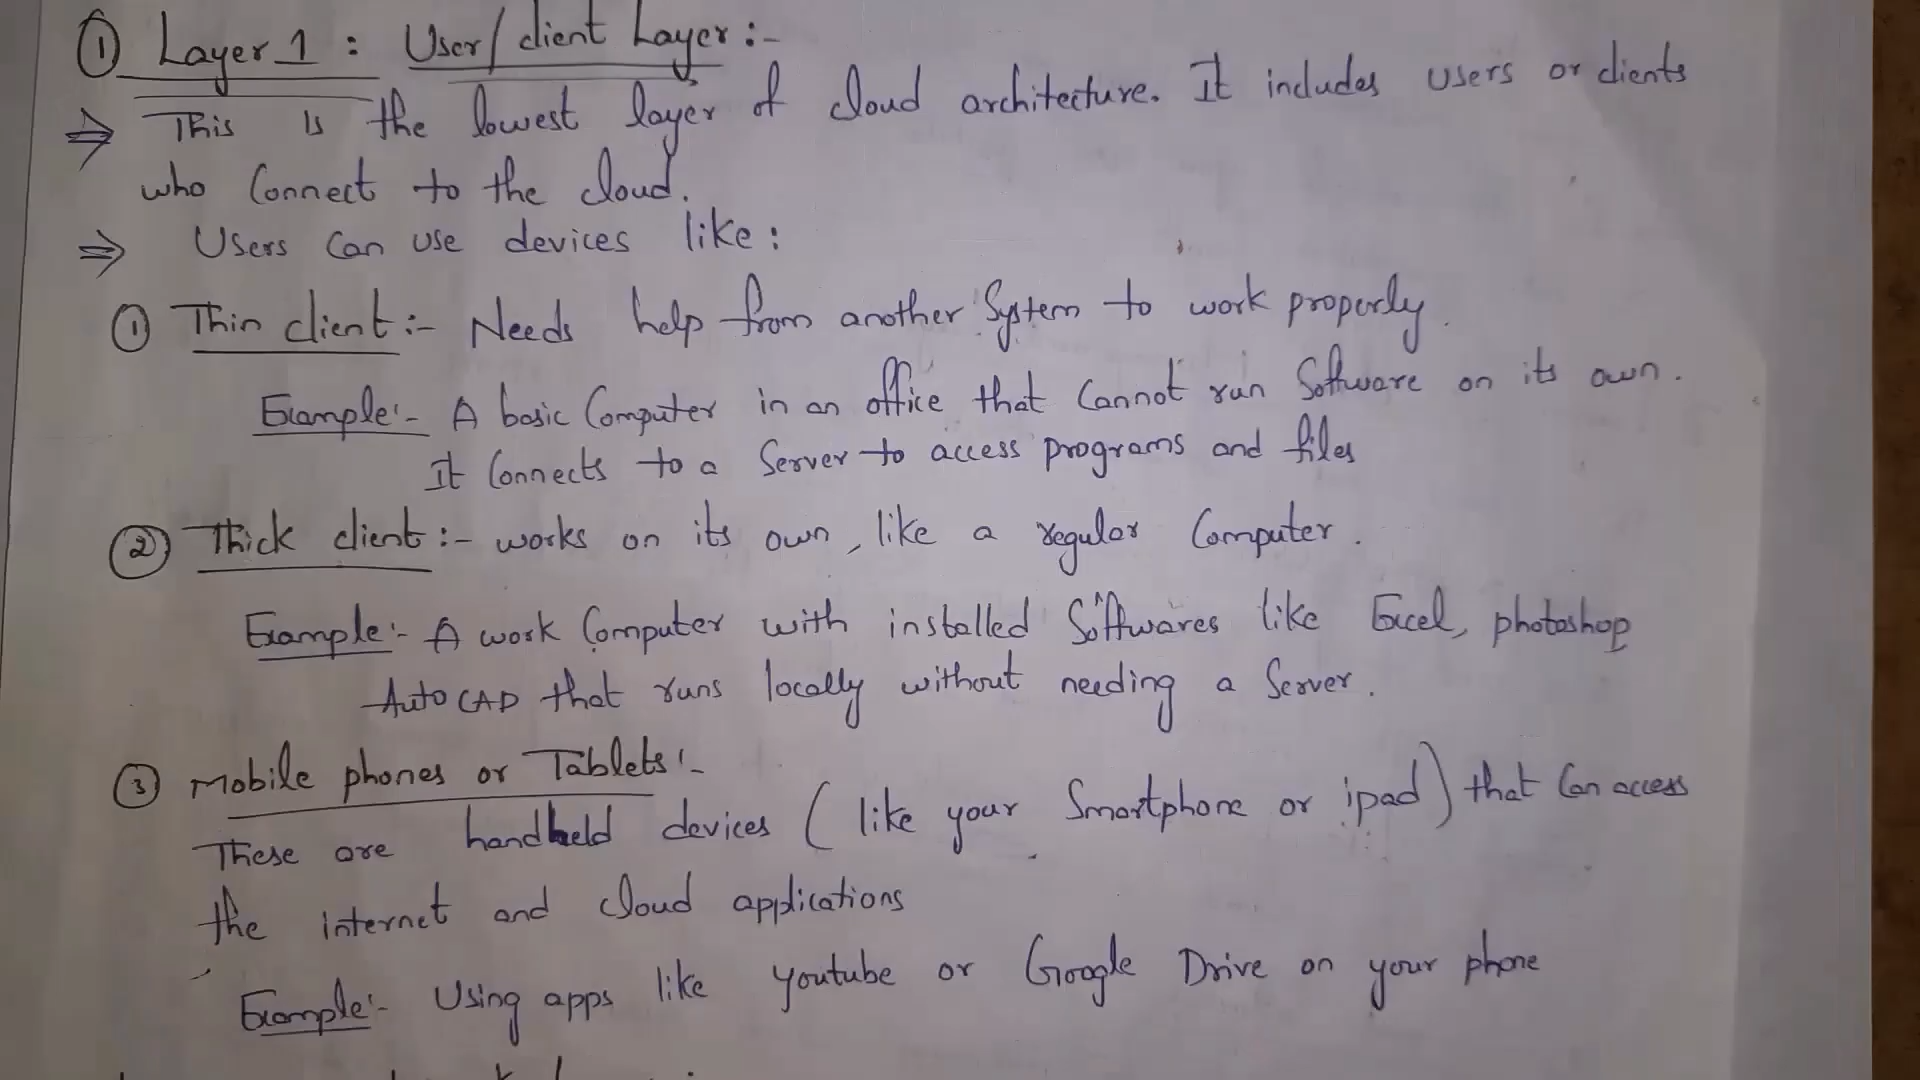 ① Layer 1 : User/client Layer :-
⇒ This is the lowest layer of cloud architecture. It includes users or clients
who Connect to the cloud.
⇒ Users Can use devices like :
① Thin client :- Needs help from another System to work properly.
Example :- A basic Computer in an office that Cannot run Software on its own.
It Connects to a Server to access programs and files
② Thick client :- works on its own, like a regular Computer.
Example :- A work Computer with installed Softwares like Excel, photoshop
AutoCAD that runs locally without needing a Server.
③ Mobile phones or Tablets :-
These are handheld devices ( like your Smartphone or ipad ) that Can access
the internet and cloud applications
Example :- Using apps like youtube or Google Drive on your phone